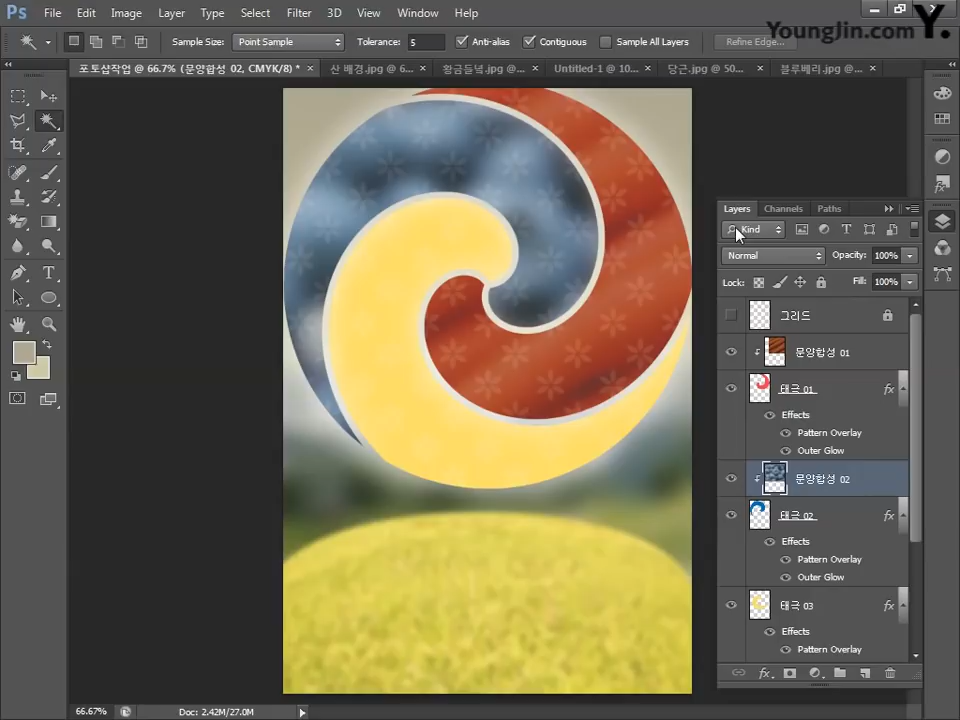 Ps File Edit Image Layer Type Select Filter 3D View Window Help
YoungJin.com Y.
Sample Size: Point Sample Tolerance: 5 Anti-alias Contiguous Sample All Layers Refine Edge...
포토샵작업 @ 66.7% (문양합성 02, CMYK/8) * × 산 배경.jpg @ 6... × 황금들녘.jpg @... × Untitled-1 @ 10... × 당근.jpg @ 50... × 블루베리.jpg @... ×
Layers Channels Paths
Kind
Normal Opacity: 100%
Lock: Fill: 100%
그리드
문양합성 01
태극 01 fx
Effects
Pattern Overlay
Outer Glow
문양합성 02
태극 02 fx
Effects
Pattern Overlay
Outer Glow
태극 03 fx
Effects
Pattern Overlay
66.67% Doc: 2.42M/27.0M